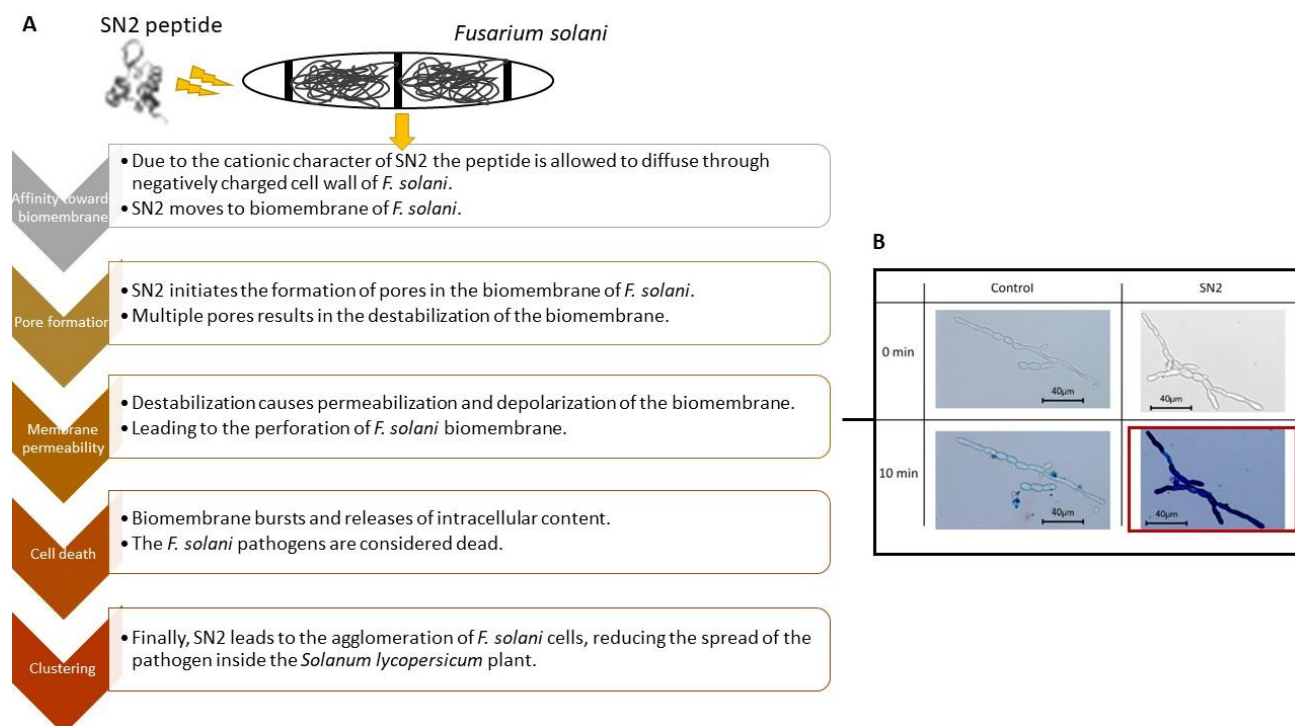 A
SN2 peptide
Fusarium solani
Affinity toward
biomembrane
• Due to the cationic character of SN2 the peptide is allowed to diffuse through
negatively charged cell wall of F. solani.
• SN2 moves to biomembrane of F. solani.
Pore formation
• SN2 initiates the formation of pores in the biomembrane of F. solani.
• Multiple pores results in the destabilization of the biomembrane.
Membrane
permeability
• Destabilization causes permeabilization and depolarization of the biomembrane.
• Leading to the perforation of F. solani biomembrane.
Cell death
• Biomembrane bursts and releases of intracellular content.
• The F. solani pathogens are considered dead.
Clustering
• Finally, SN2 leads to the agglomeration of F. solani cells, reducing the spread of the
pathogen inside the Solanum lycopersicum plant.
B
Control
SN2
0 min
40µm
40µm
10 min
40µm
40µm